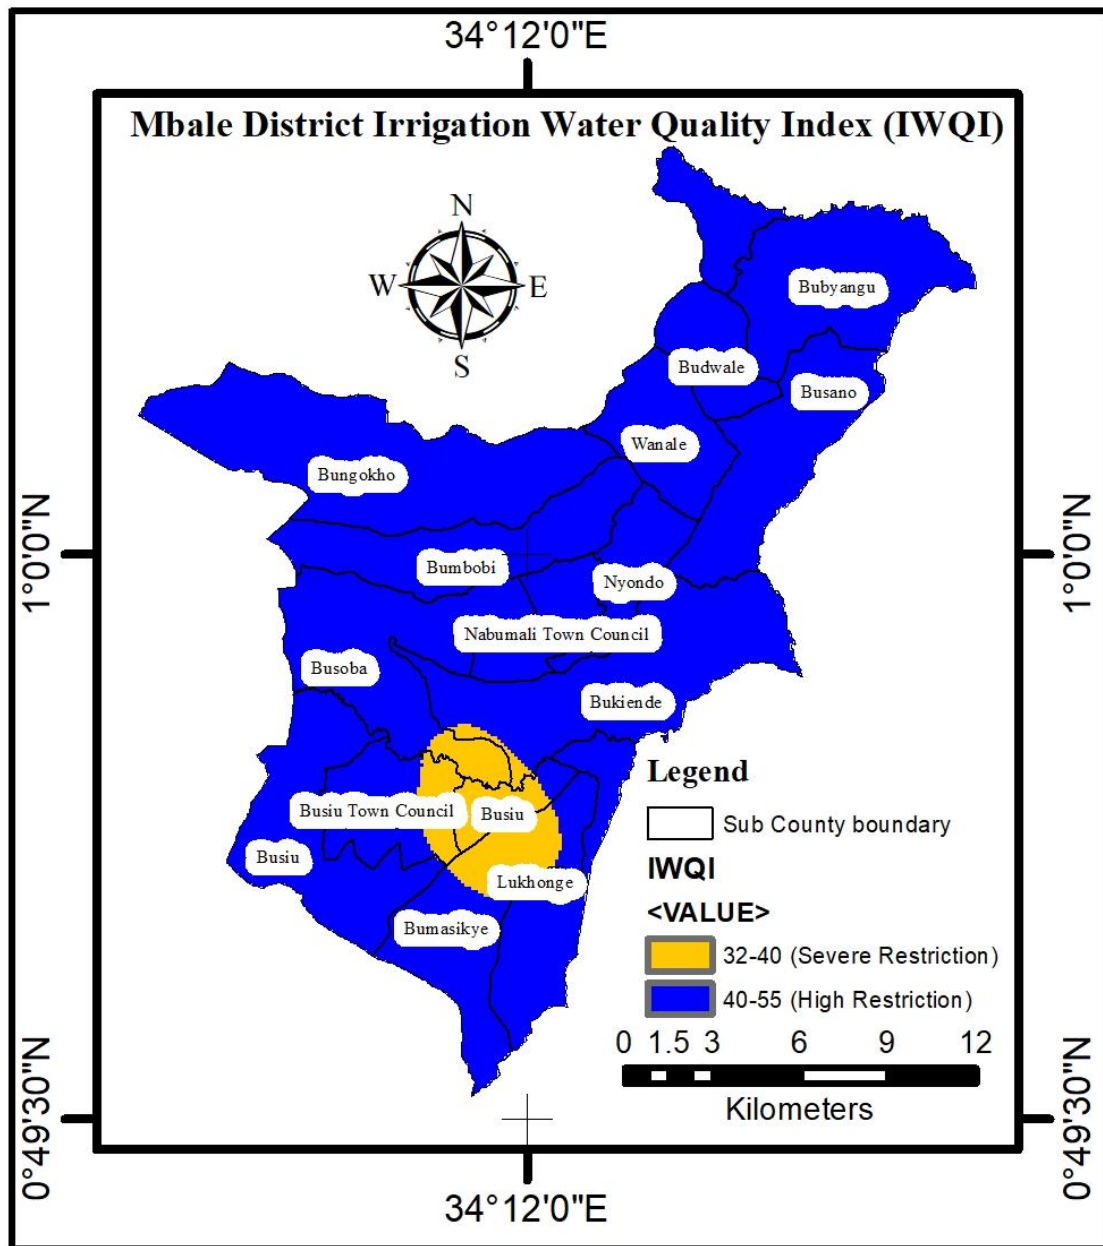 34°12'0"E
Mbale District Irrigation Water Quality Index (IWQI)
N
W
E
S
Bubyangu
Budwale
Busano
Wanale
Bungokho
1°0'0"N
1°0'0"N
Bumbobi
Nyondo
Nabumali Town Council
Busoba
Bukiende
Legend
Sub County boundary
IWQI
<VALUE>
32-40 (Severe Restriction)
40-55 (High Restriction)
Busiu Town Council
Busiu
Busiu
Lukhonge
Bumasikye
0 1.5 3 6 9 12
Kilometers
0°49'30"N
0°49'30"N
34°12'0"E